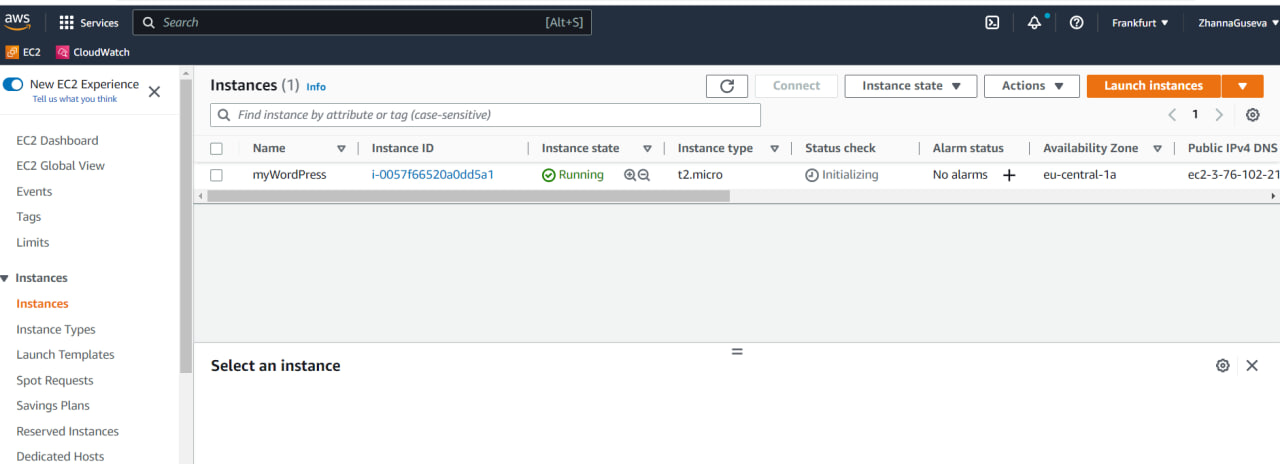 aws Services Search [Alt+S] Frankfurt ZhannaGuseva
EC2 CloudWatch
New EC2 Experience
Tell us what you think
EC2 Dashboard
EC2 Global View
Events
Tags
Limits
Instances
Instances
Instance Types
Launch Templates
Spot Requests
Savings Plans
Reserved Instances
Dedicated Hosts
Instances (1) Info Connect Instance state Actions Launch instances
Find instance by attribute or tag (case-sensitive) 1
Name Instance ID Instance state Instance type Status check Alarm status Availability Zone Public IPv4 DNS
myWordPress i-0057f66520a0dd5a1 Running t2.micro Initializing No alarms + eu-central-1a ec2-3-76-102-21
Select an instance